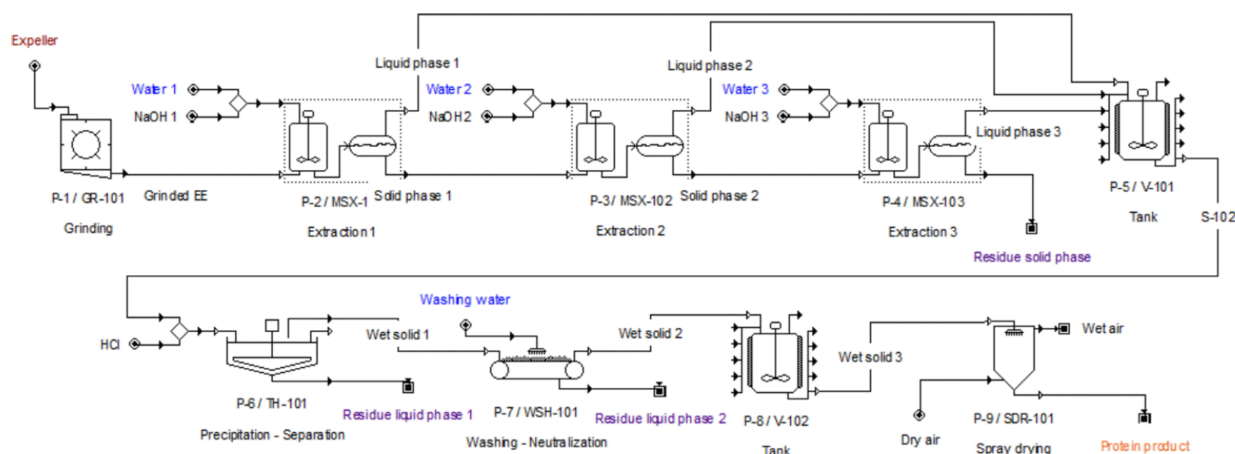 Expeller
Liquid phase 1
Liquid phase 2
Water 1
Water 2
Water 3
NaOH 1
NaOH 2
NaOH 3
Liquid phase 3
Grinded EE
Solid phase 1
Solid phase 2
P-1 / GR-101
Grinding
P-2 / MSX-1
Extraction 1
P-3 / MSX-102
Extraction 2
P-4 / MSX-103
Extraction 3
P-5 / V-101
Tank
S-102
Residue solid phase
Washing water
HCl
Wet solid 1
Wet solid 2
Wet solid 3
Wet air
P-6 / TH-101
Precipitation - Separation
Residue liquid phase 1
P-7 / WSH-101
Washing - Neutralization
Residue liquid phase 2
P-8 / V-102
Tank
Dry air
P-9 / SDR-101
Spray drying
Protein product